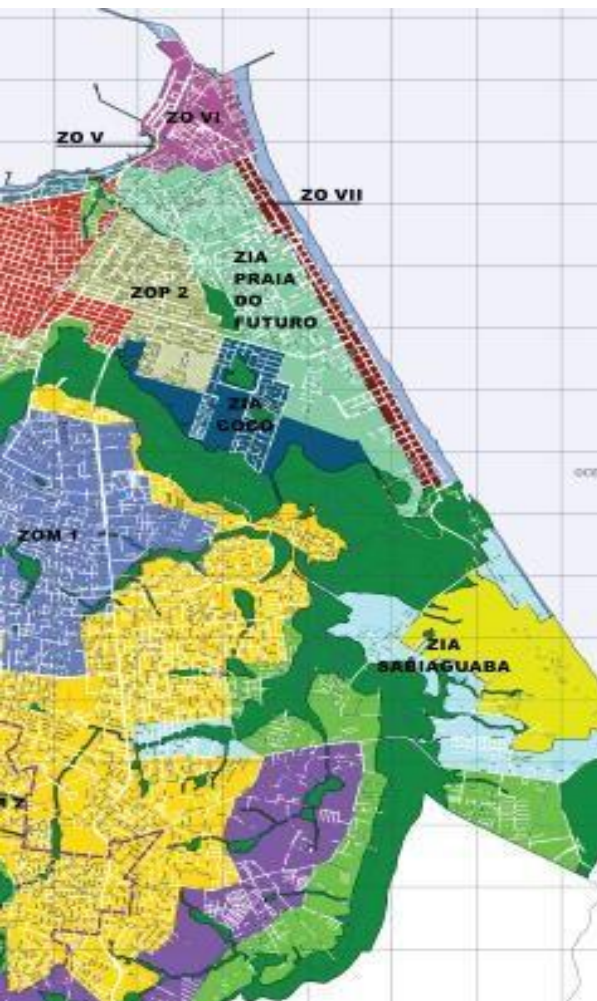 ZO VI
ZO V
ZO VII
ZIA
PRAIA
DO
FUTURO
ZOP 2
ZIA
COCO
ZOM 1
ZIA
SABIAGUABA